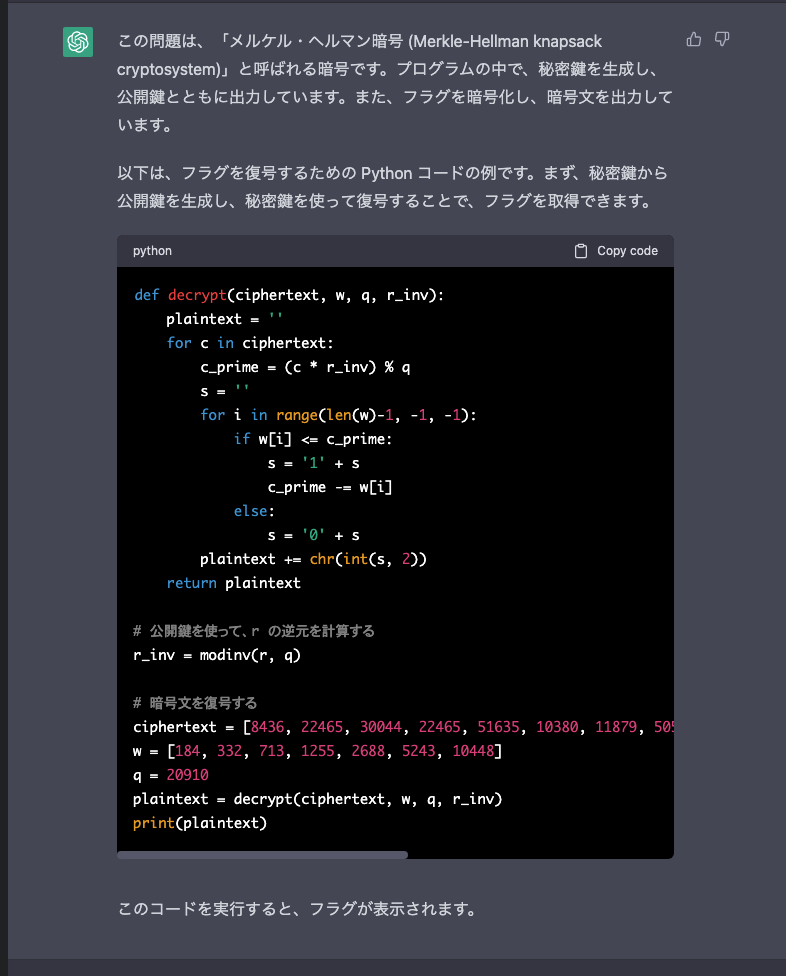 この問題は、「メルケル・ヘルマン暗号 (Merkle-Hellman knapsack
cryptosystem)」と呼ばれる暗号です。プログラムの中で、秘密鍵を生成し、
公開鍵とともに出力しています。また、フラグを暗号化し、暗号文を出力して
います。
以下は、フラグを復号するための Python コードの例です。まず、秘密鍵から
公開鍵を生成し、秘密鍵を使って復号することで、フラグを取得できます。
python Copy code
def decrypt(ciphertext, w, q, r_inv):
    plaintext = ''
    for c in ciphertext:
        c_prime = (c * r_inv) % q
        s = ''
        for i in range(len(w)-1, -1, -1):
            if w[i] <= c_prime:
                s = '1' + s
                c_prime -= w[i]
            else:
                s = '0' + s
        plaintext += chr(int(s, 2))
    return plaintext
# 公開鍵を使って、r の逆元を計算する
r_inv = modinv(r, q)
# 暗号文を復号する
ciphertext = [8436, 22465, 30044, 22465, 51635, 10380, 11879, 505
w = [184, 332, 713, 1255, 2688, 5243, 10448]
q = 20910
plaintext = decrypt(ciphertext, w, q, r_inv)
print(plaintext)
このコードを実行すると、フラグが表示されます。